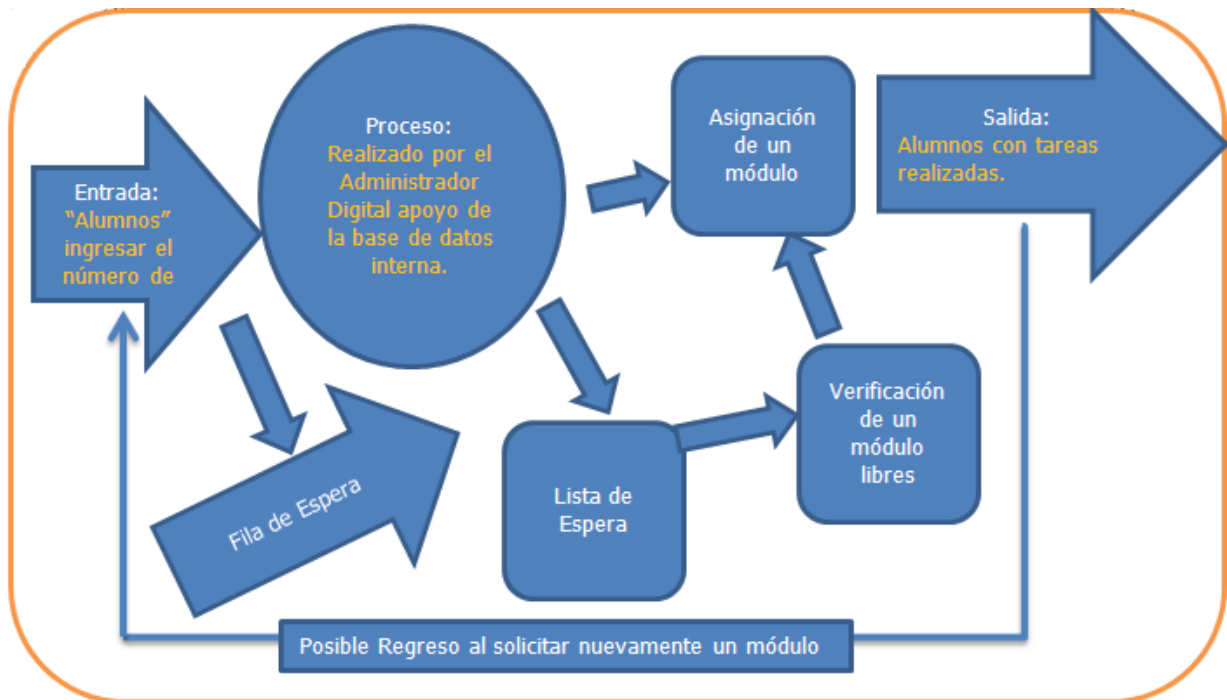 Entrada:
“Alumnos”
ingresar el
número de
Proceso:
Realizado por el
Administrador
Digital apoyo de
la base de datos
interna.
Asignación
de un
módulo
Salida:
Alumnos con tareas
realizadas.
Fila de Espera
Lista de
Espera
Verificación
de un
módulo
libres
Posible Regreso al solicitar nuevamente un módulo